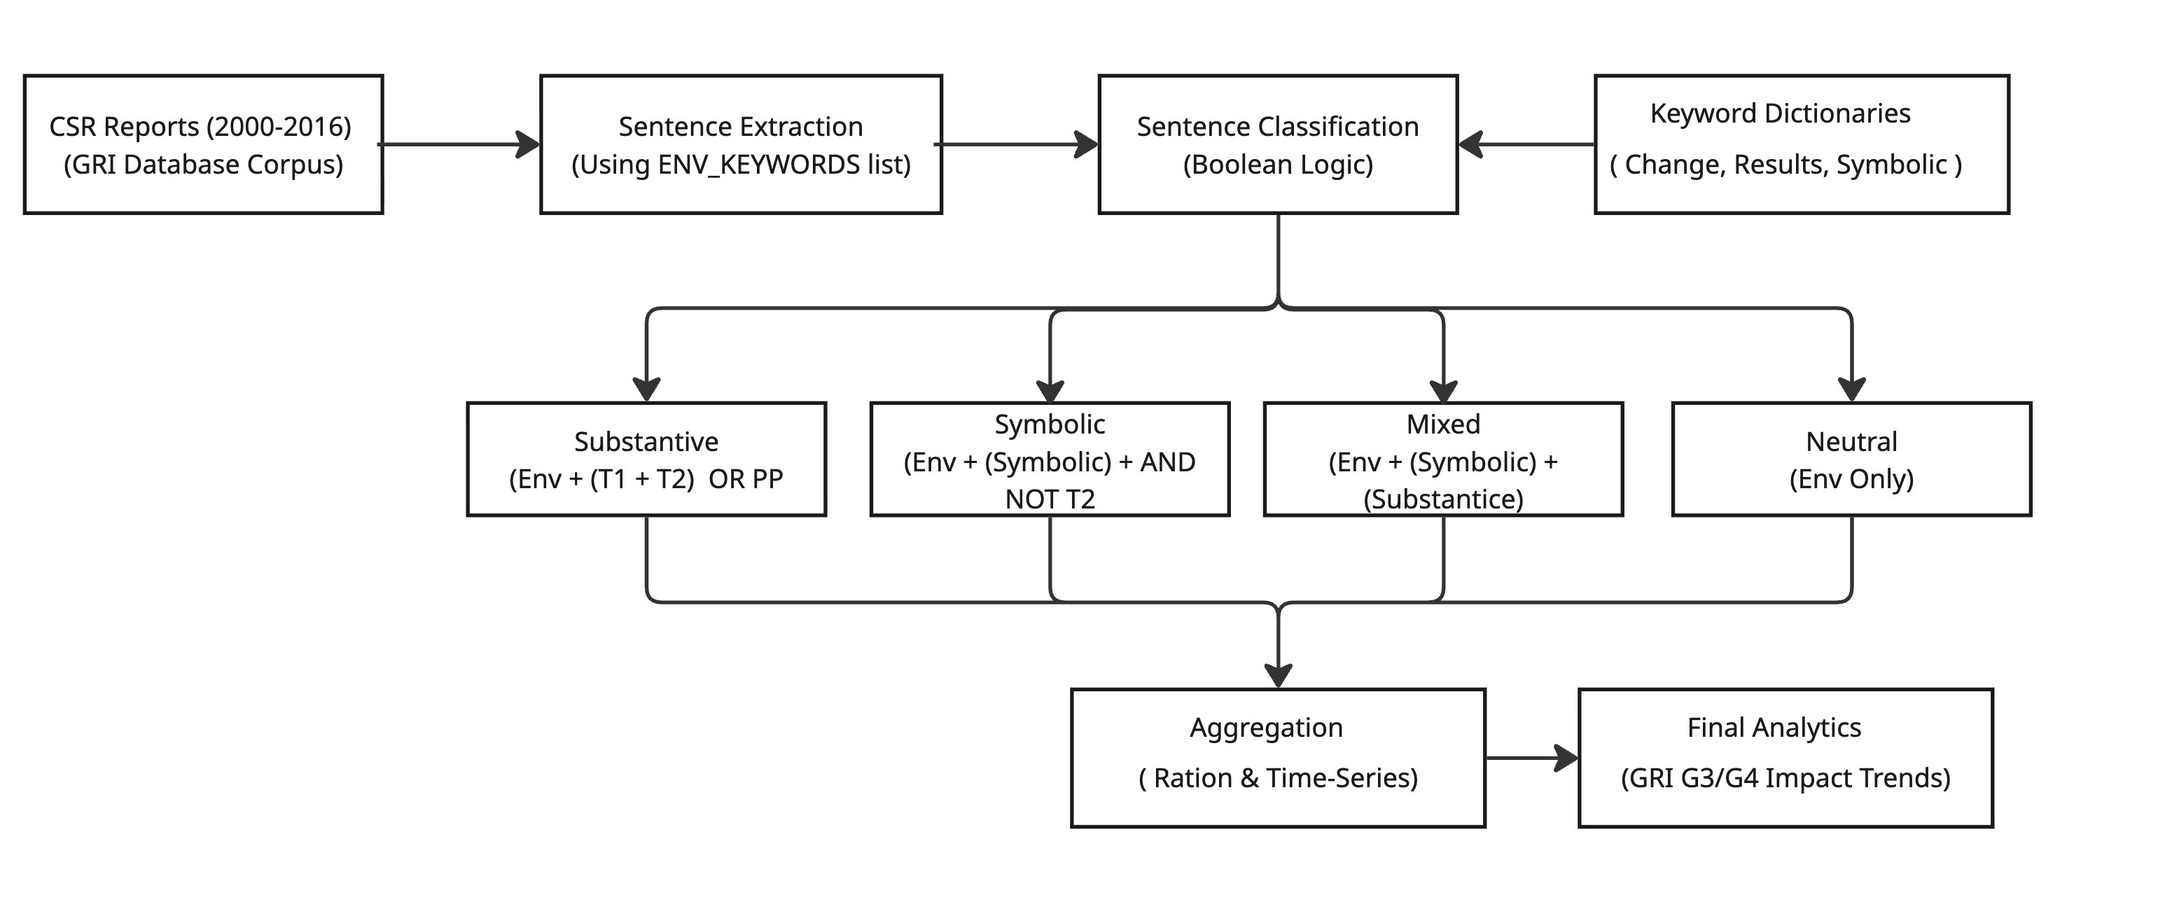 CSR Reports (2000-2016)
(GRI Database Corpus)
Sentence Extraction
(Using ENV_KEYWORDS list)
Sentence Classification
(Boolean Logic)
Keyword Dictionaries
( Change, Results, Symbolic )
Substantive
(Env + (T1 + T2)  OR PP
Symbolic
(Env + (Symbolic) + AND
NOT T2
Mixed
(Env + (Symbolic) +
(Substantice)
Neutral
(Env Only)
Aggregation
( Ration & Time-Series)
Final Analytics
(GRI G3/G4 Impact Trends)